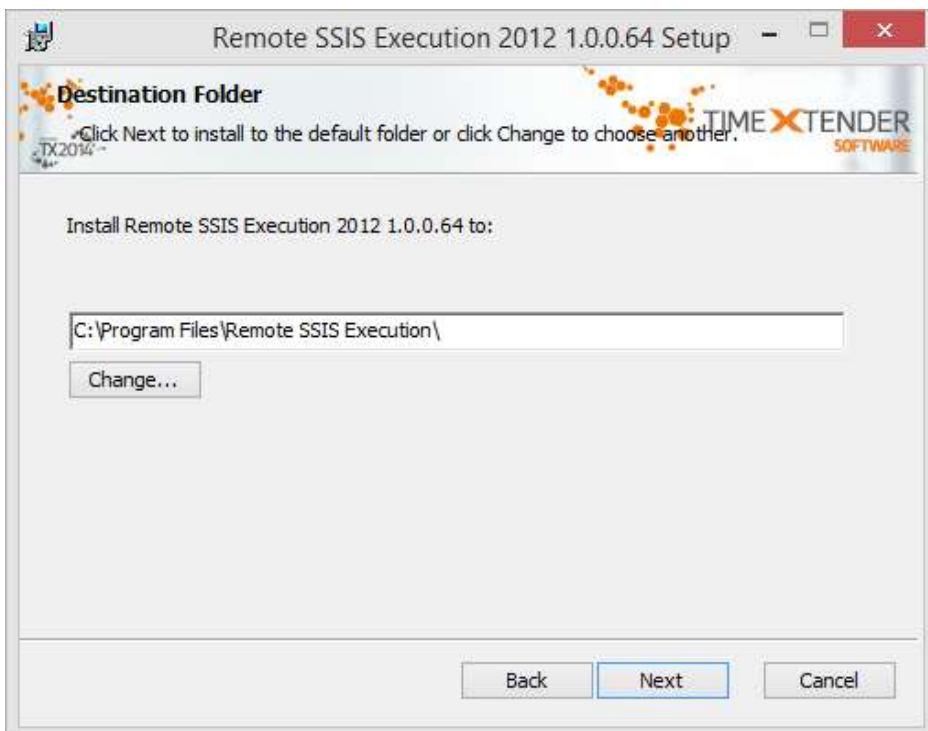 Remote SSIS Execution 2012 1.0.0.64 Setup
Destination Folder
Click Next to install to the default folder or click Change to choose another.
TIMEXTENDER
SOFTWARE
TX2014
Install Remote SSIS Execution 2012 1.0.0.64 to:
C:\Program Files\Remote SSIS Execution\
Change...
Back
Next
Cancel